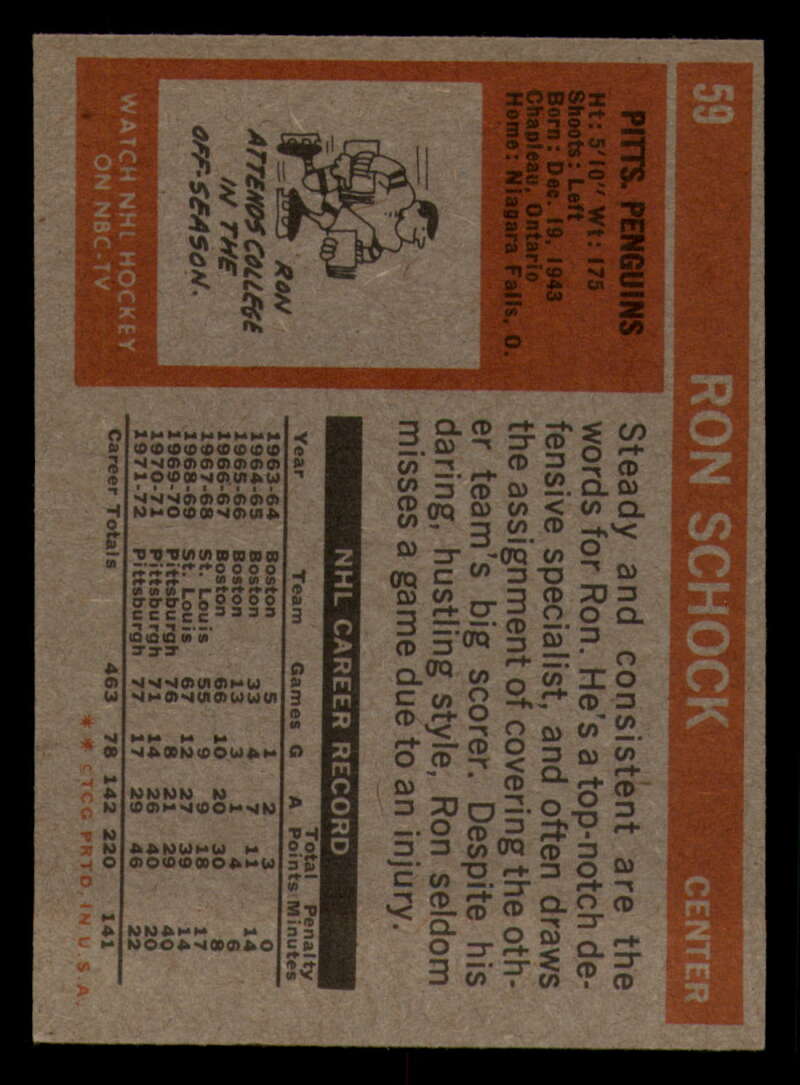 59 RON SCHOCK CENTER
PITTS. PENGUINS
Ht: 5'10" Wt: 175
Shoots: Left
Born: Dec. 19, 1943
Chapleau, Ontario
Home: Niagara Falls, O.
RON
ATTENDS COLLEGE
IN THE
OFF-SEASON.
WATCH NHL HOCKEY
ON NBC-TV
Steady and consistent are the
words for Ron. He's a top-notch de-
fensive specialist, and often draws
the assignment of covering the oth-
er team's big scorer. Despite his
daring, hustling style, Ron seldom
misses a game due to an injury.
NHL CAREER RECORD
Year Team Games G A Total Points Penalty Minutes
1963-64 Boston 5 1 2 3 0
1964-65 Boston 33 4 7 11 14
1965-66 Boston 13 3 1 4 6
1966-67 Boston 66 10 20 30 8
1967-68 St. Louis 55 9 9 18 17
1968-69 St. Louis 67 12 27 39 14
1969-70 Pittsburgh 76 8 21 29 40
1970-71 Pittsburgh 71 14 26 40 20
1971-72 Pittsburgh 77 17 29 46 22
Career Totals 463 78 142 220 141
** ©TCG PRTD. IN U.S.A.